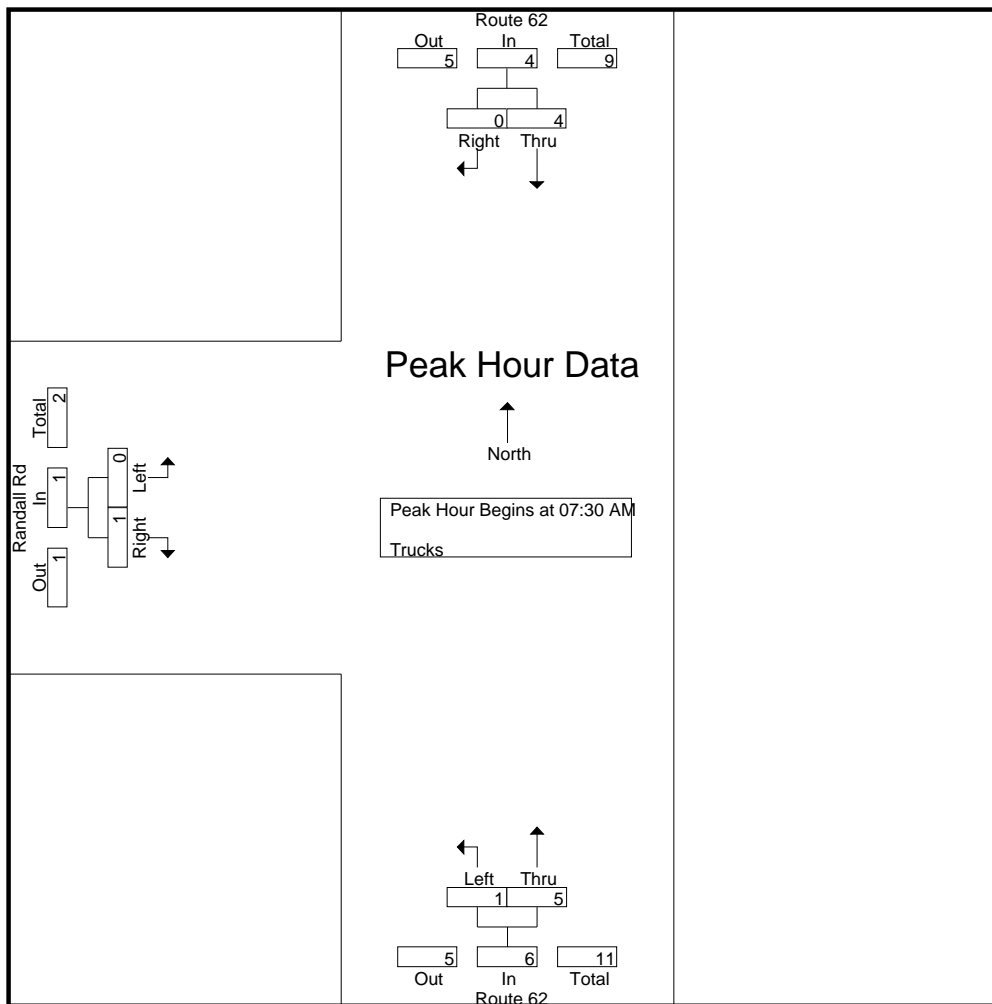 Route 62
Out In Total
5 4 9
0 4
Right Thru
Peak Hour Data
North
Peak Hour Begins at 07:30 AM
Trucks
Randall Rd
Out In Total
1 1 2
1 0
Right Left
Left Thru
1 5
5 6 11
Out In Total
Route 62